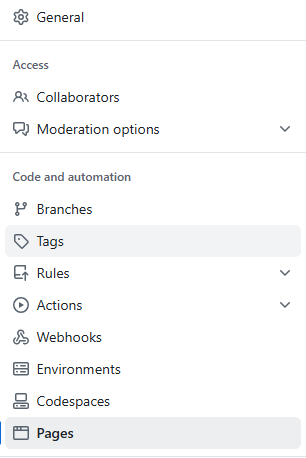 General
Access
Collaborators
Moderation options
Code and automation
Branches
Tags
Rules
Actions
Webhooks
Environments
Codespaces
Pages